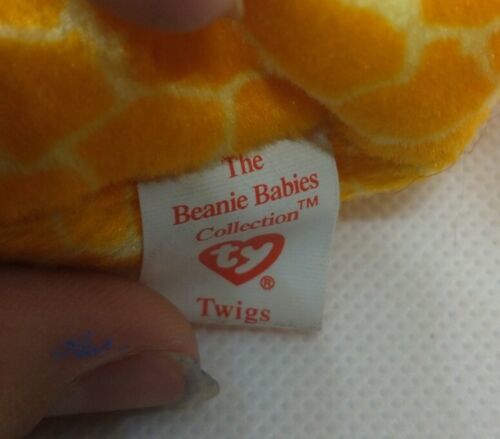 The
Beanie Babies
Collection™
ty
®
Twigs